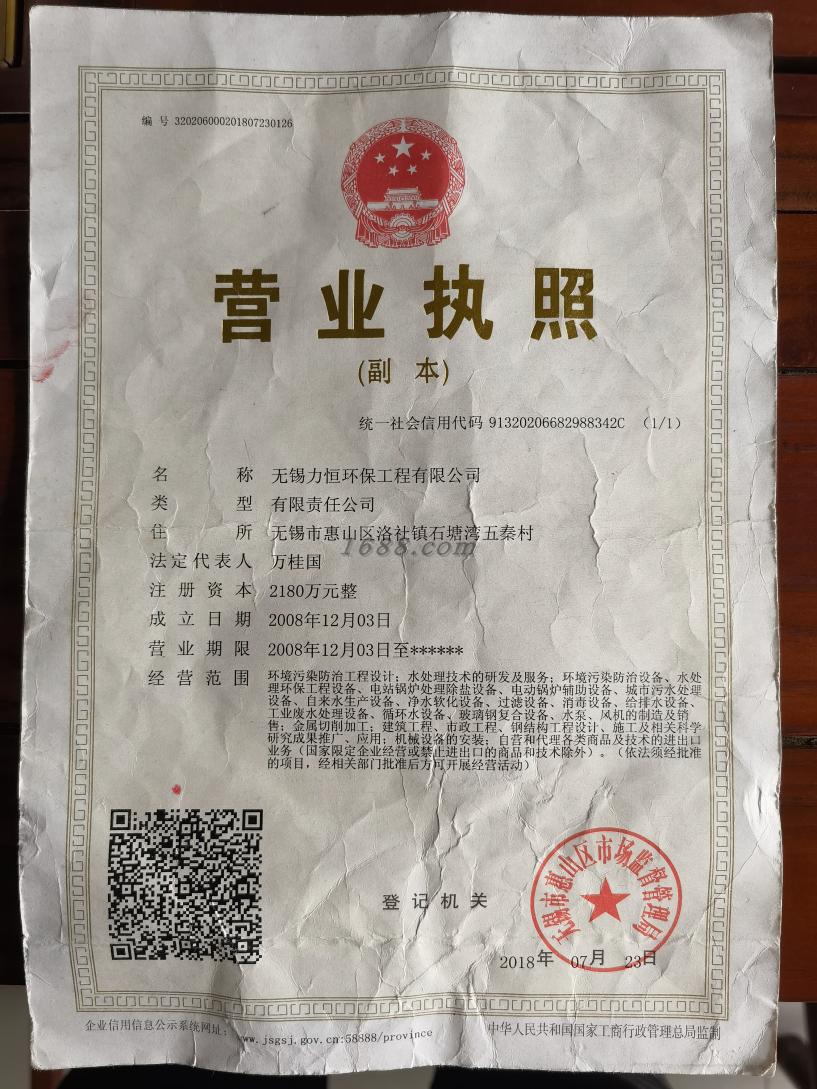 编 号 320206000201807230126
营业执照
(副 本)
统一社会信用代码 91320206682988342C (1/1)
名 称 无锡力恒环保工程有限公司
类 型 有限责任公司
住 所 无锡市惠山区洛社镇石塘湾五秦村
1688.com
法定代表人 万桂国
注册资本 2180万元整
成立日期 2008年12月03日
营业期限 2008年12月03日至******
经营范围 环境污染防治工程设计；水处理技术的研发及服务；环境污染防治设备、水处
理环保工程设备、电站锅炉处理除盐设备、电动锅炉辅助设备、城市污水处理
设备、自来水生产设备、净水软化设备、过滤设备、消毒设备、给排水设备、
工业废水处理设备、循环水设备、玻璃钢复合设备、水泵、风机的制造及销
售；金属切削加工；建筑工程、市政工程、钢结构工程设计、施工及相关科学
研究成果推广、应用；机械设备的安装；自营和代理各类商品及技术的进出口
业务（国家限定企业经营或禁止进出口的商品和技术除外）。（依法须经批准
的项目，经相关部门批准后方可开展经营活动）
登记机关
无锡市惠山区市场监督管理局
2018年 07月 23日
企业信用信息公示系统网址: www.jsgsj.gov.cn:58888/province
中华人民共和国国家工商行政管理总局监制